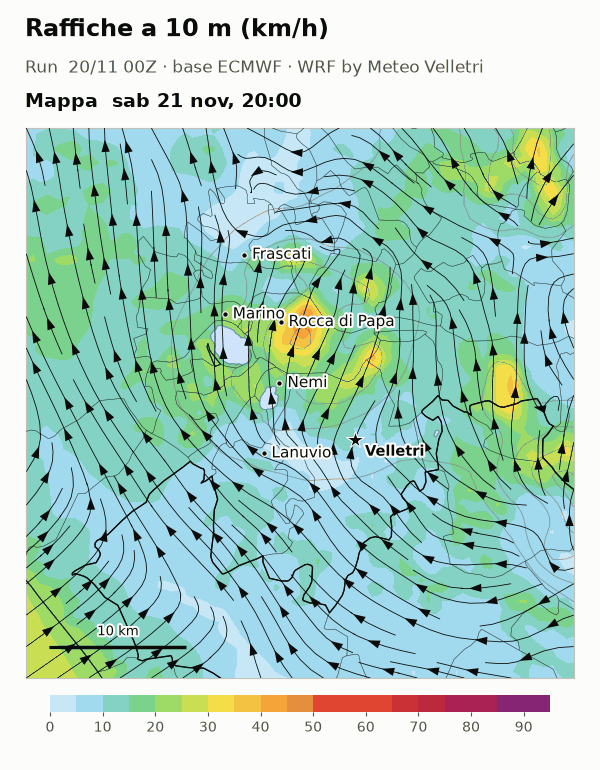 Raffiche a 10 m (km/h)
Run  20/11 00Z · base ECMWF · WRF by Meteo Velletri
Mappa  sab 21 nov, 20:00
Frascati
Marino
Rocca di Papa
Nemi
Lanuvio
Velletri
10 km
0 10 20 30 40 50 60 70 80 90